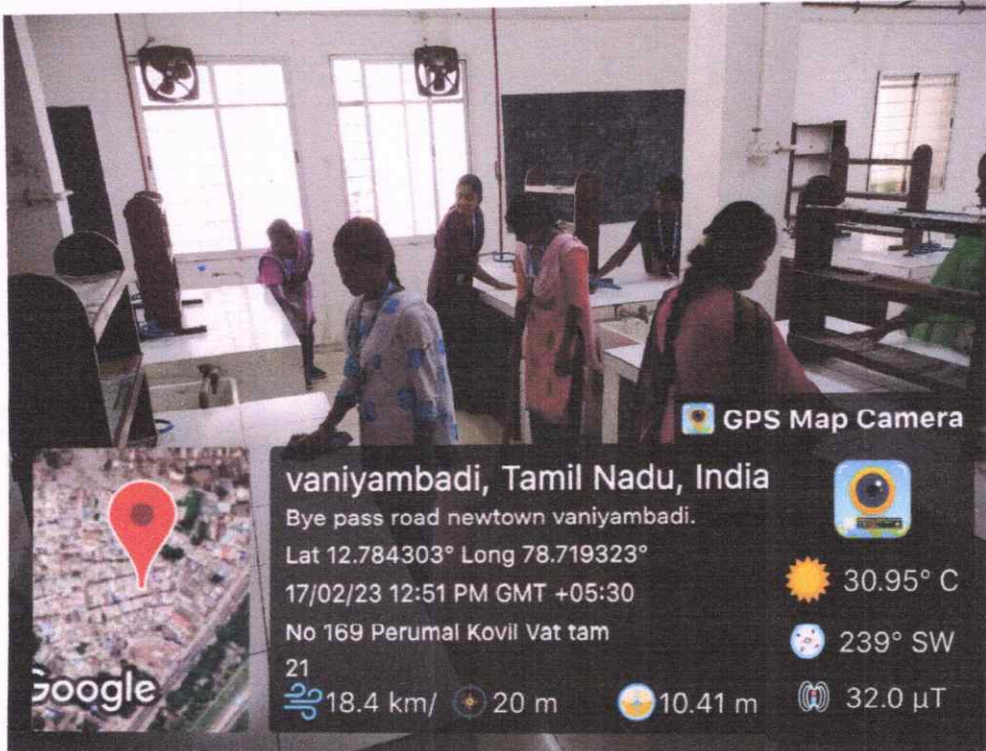 GPS Map Camera
vaniyambadi, Tamil Nadu, India
Bye pass road newtown vaniyambadi.
Lat 12.784303° Long 78.719323°
17/02/23 12:51 PM GMT +05:30
No 169 Perumal Kovil Vat tam
21
30.95° C
239° SW
18.4 km/
20 m
10.41 m
32.0 µT
Google